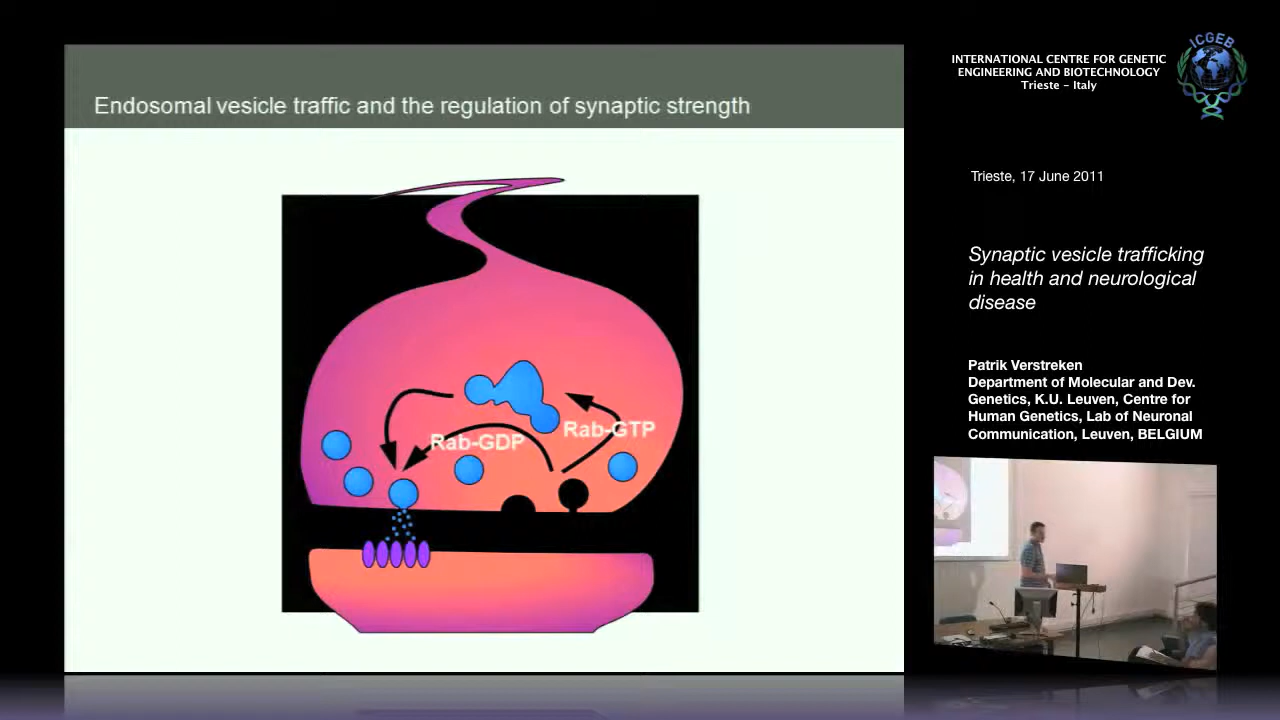 Endosomal vesicle traffic and the regulation of synaptic strength
Rab-GDP
Rab-GTP
INTERNATIONAL CENTRE FOR GENETIC
ENGINEERING AND BIOTECHNOLOGY
Trieste - Italy
ICGEB
Trieste, 17 June 2011
Synaptic vesicle trafficking
in health and neurological
disease
Patrik Verstreken
Department of Molecular and Dev.
Genetics, K.U. Leuven, Centre for
Human Genetics, Lab of Neuronal
Communication, Leuven, BELGIUM